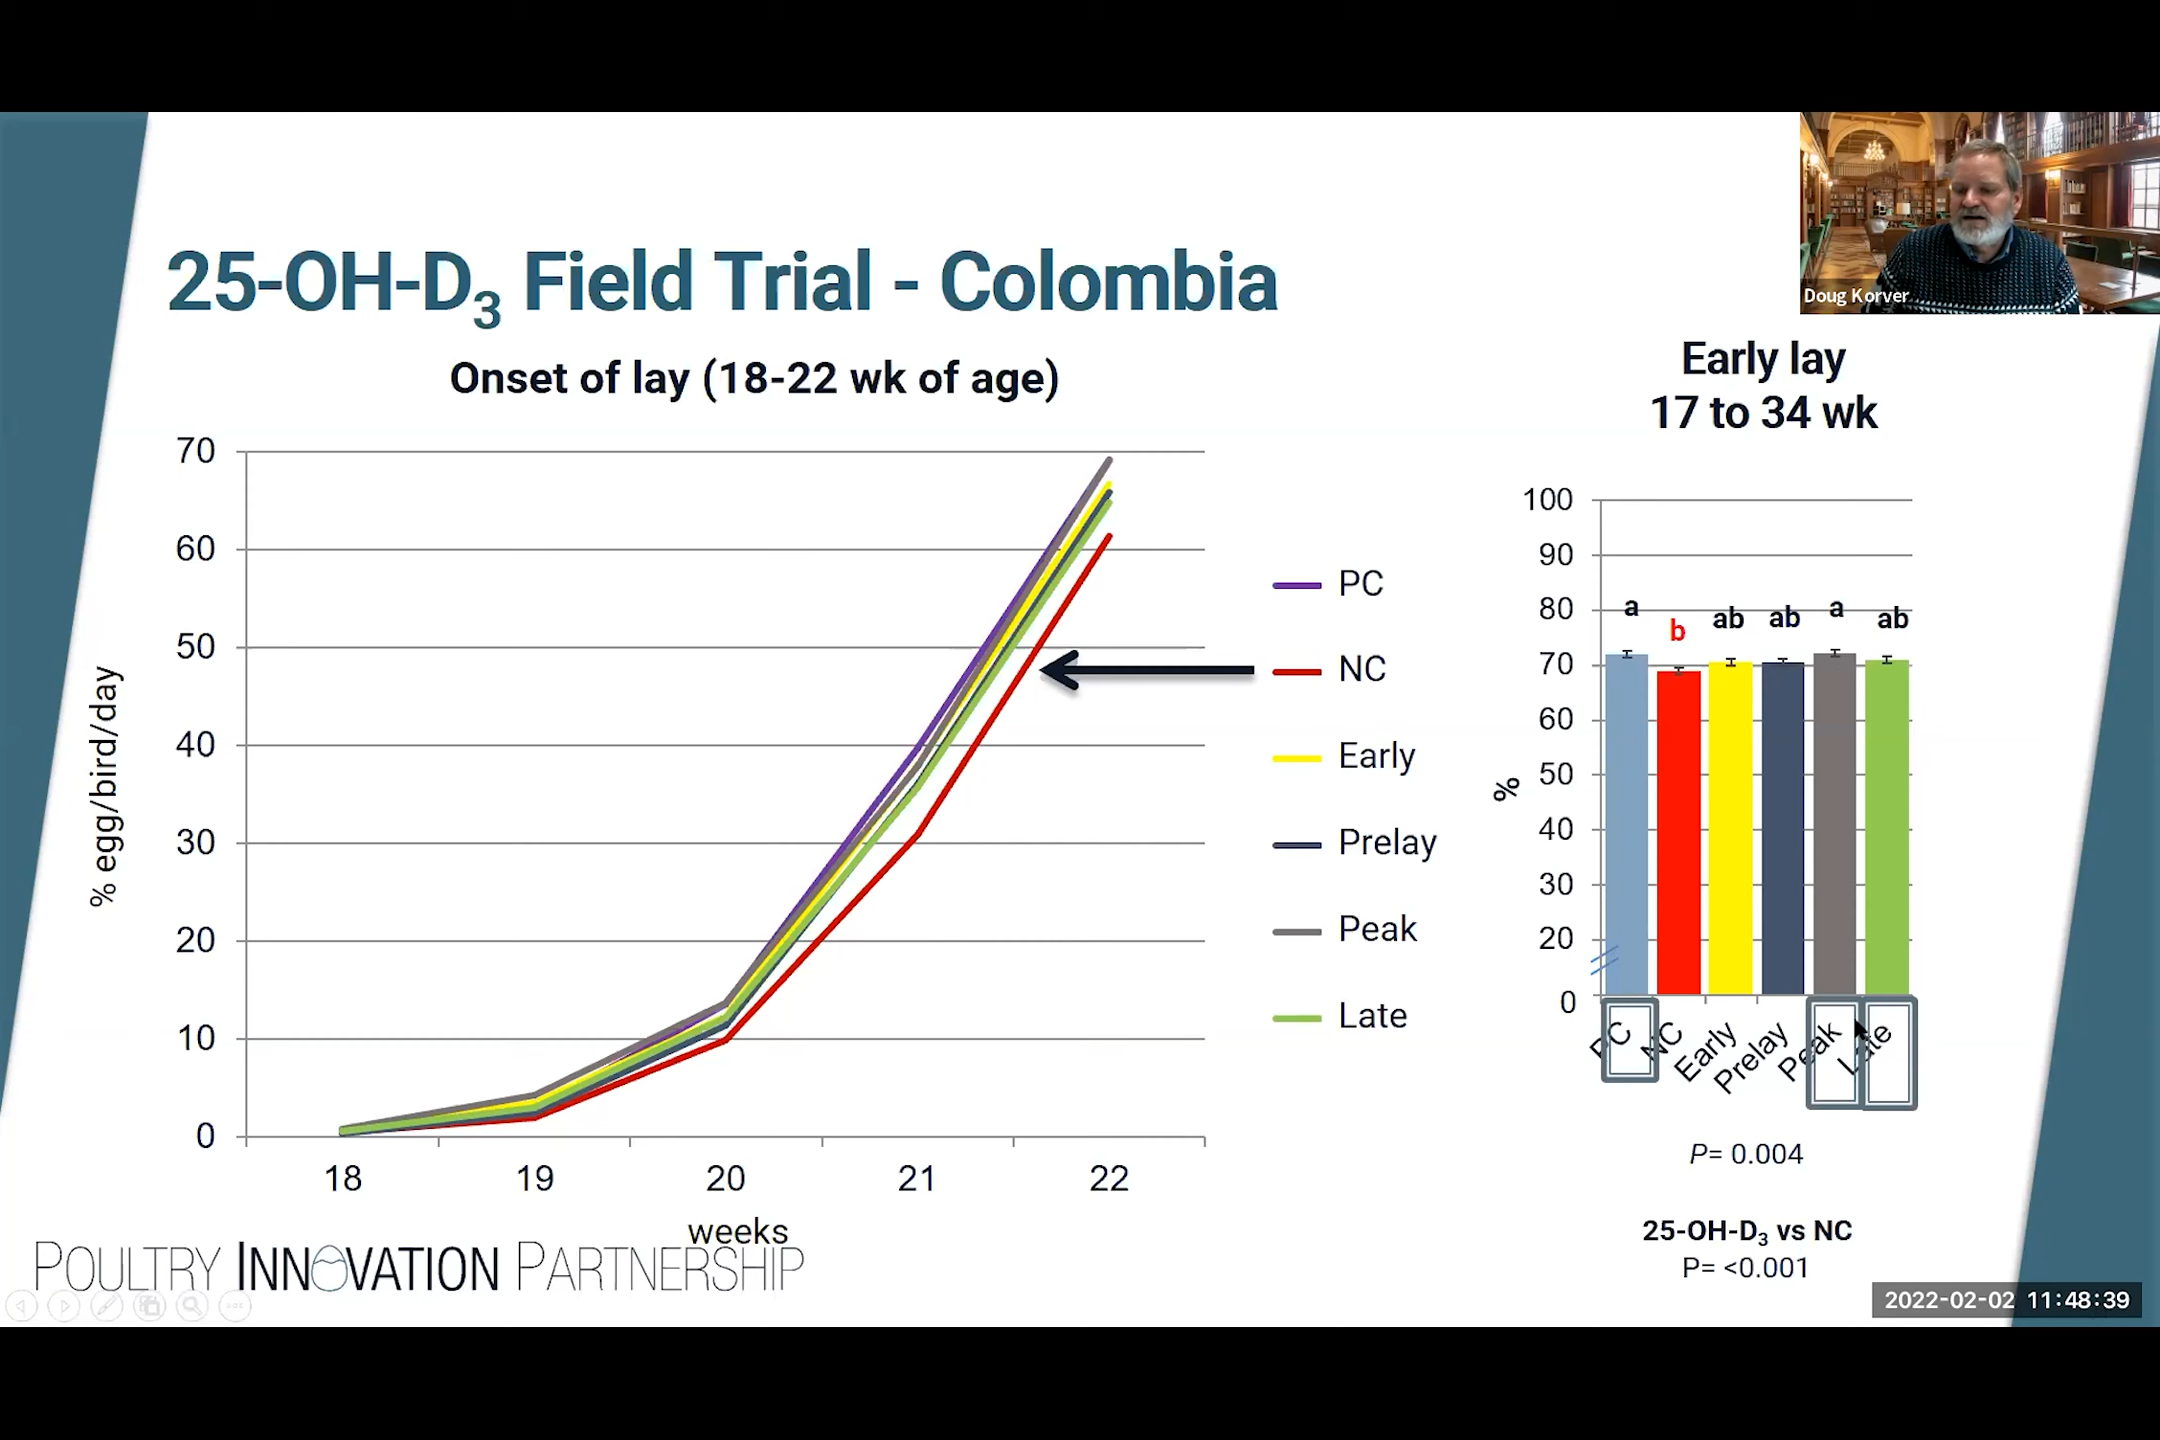 Doug Korver
25-OH-D3 Field Trial - Colombia
Onset of lay (18-22 wk of age)
70
60
50
40
30
20
10
0
% egg/bird/day
18 19 20 21 22
weeks
PC
NC
Early
Prelay
Peak
Late
Early lay
17 to 34 wk
100
90
80
70
60
50
40
30
20
0
%
a b ab ab a ab
PC NC Early Prelay Peak Late
P= 0.004
25-OH-D3 vs NC
P= <0.001
POULTRY INNOVATION PARTNERSHIP
2022-02-02 11:48:39